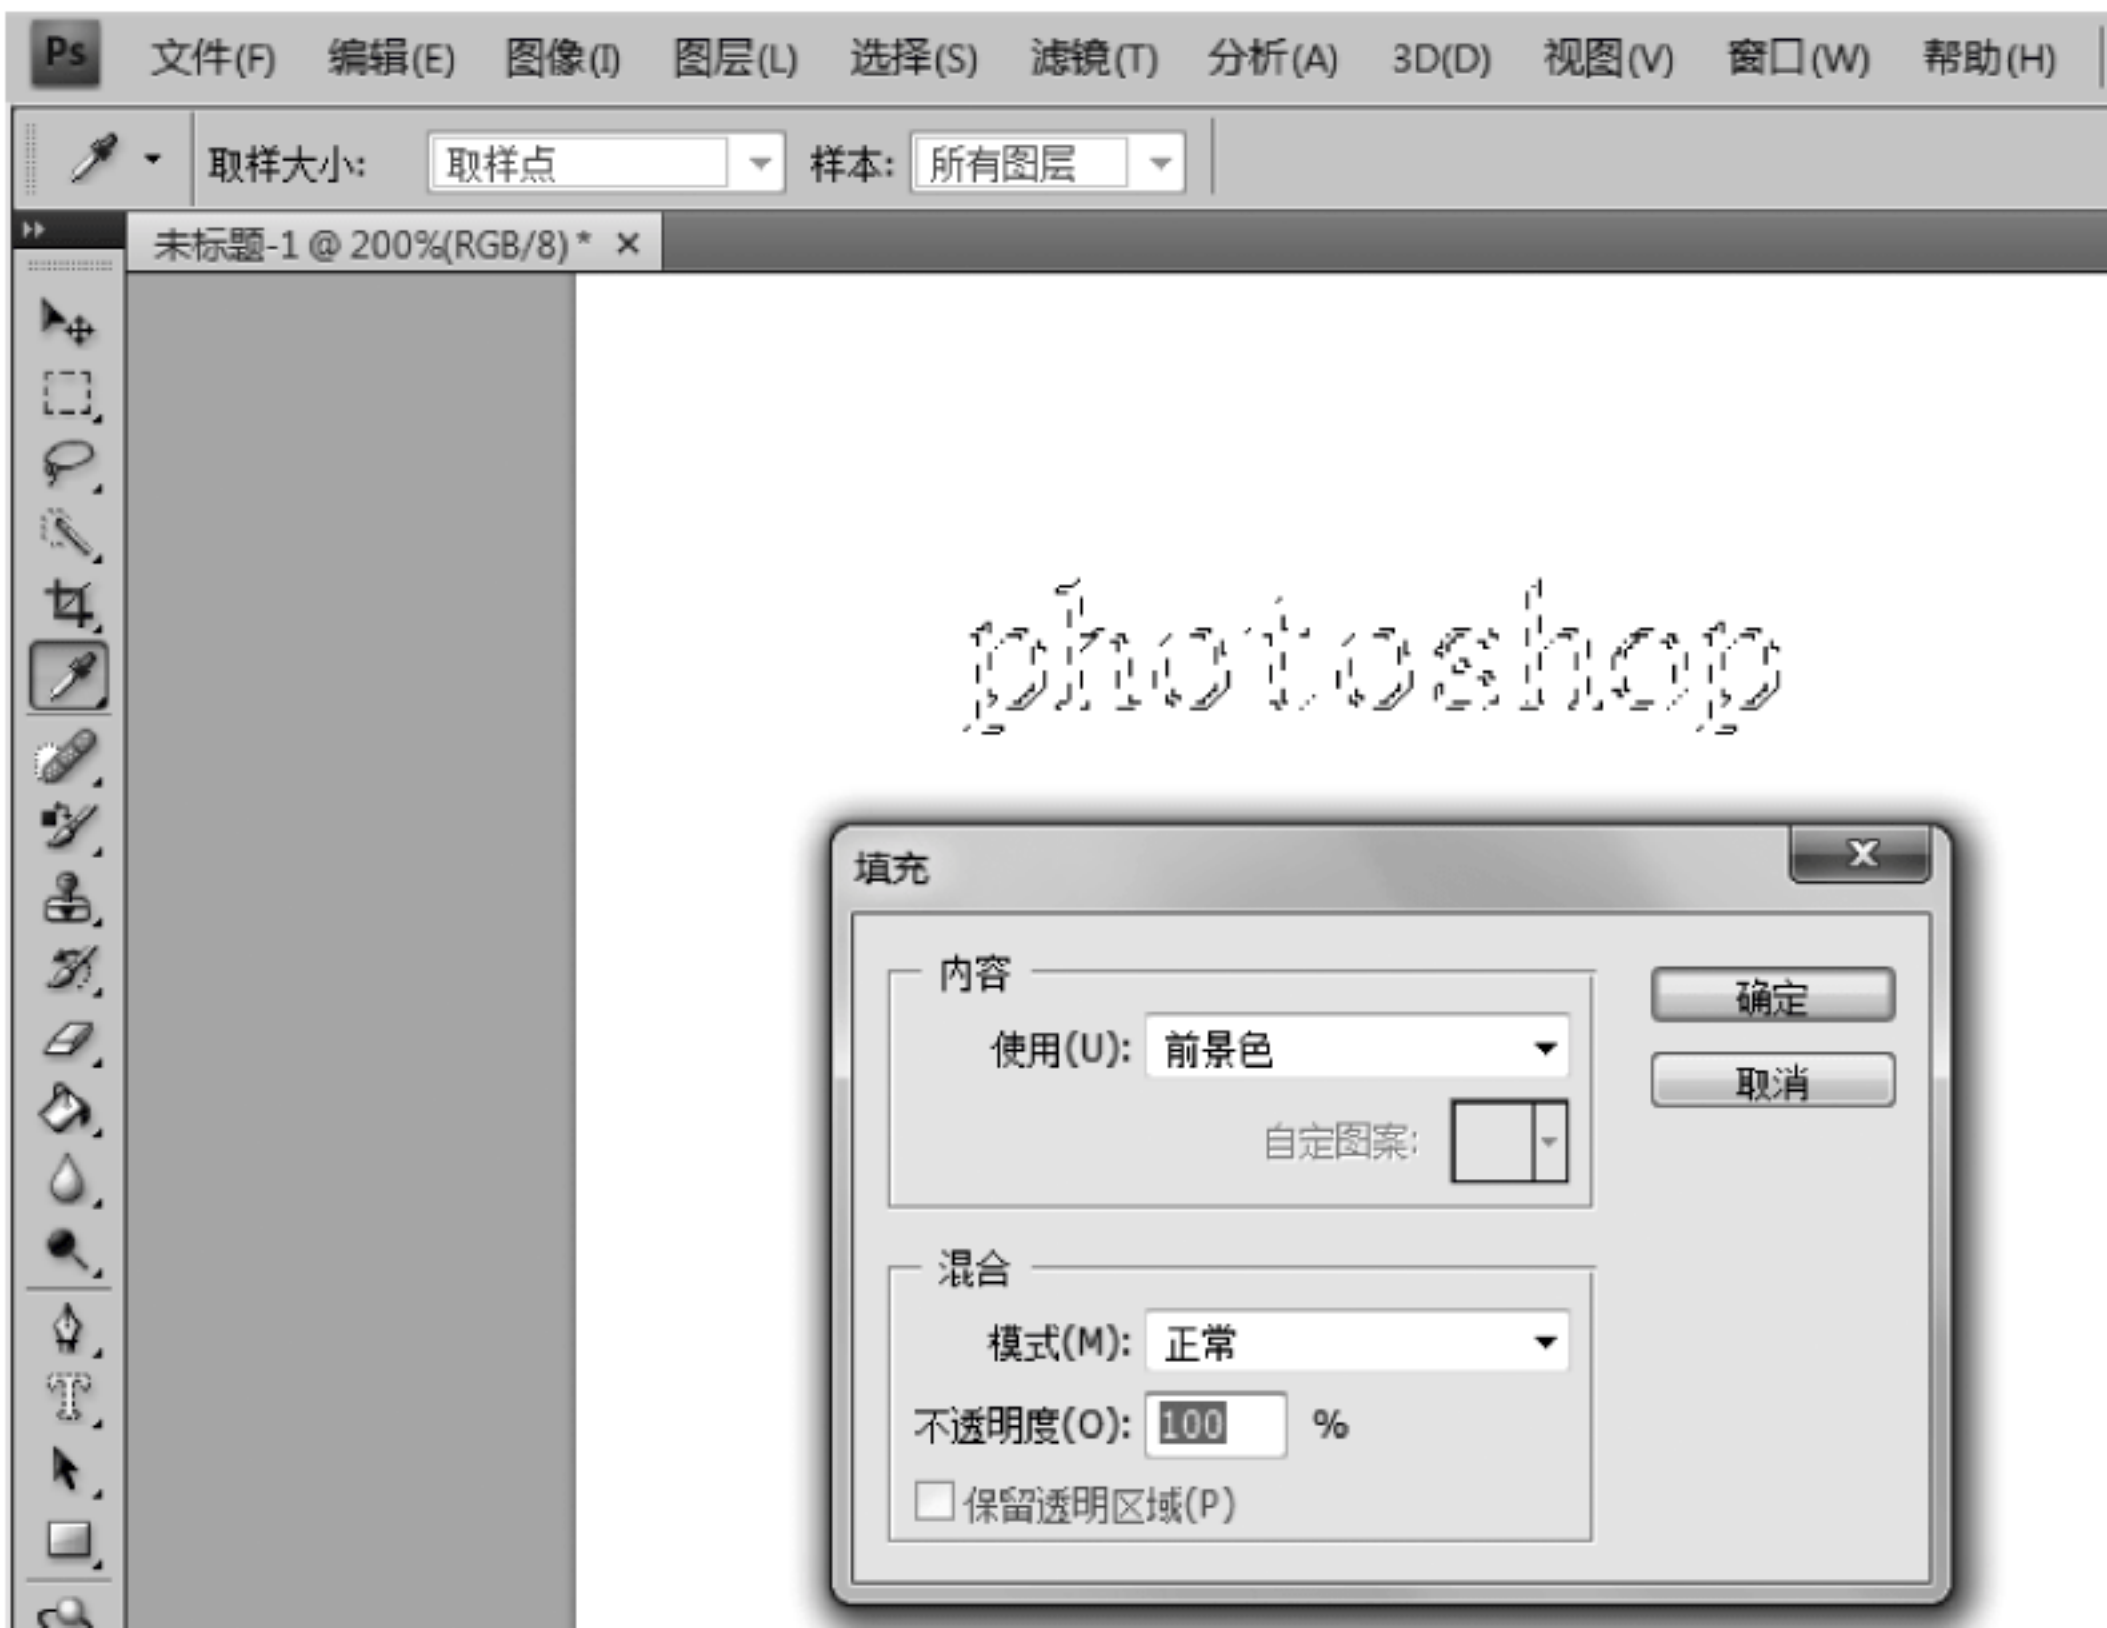 Ps 文件(F) 编辑(E) 图像(I) 图层(L) 选择(S) 滤镜(T) 分析(A) 3D(D) 视图(V) 窗口(W) 帮助(H)
取样大小: 取样点 样本: 所有图层
未标题-1 @ 200%(RGB/8) * ×
photoshop
填充
内容
确定
使用(U): 前景色
取消
自定图案:
混合
模式(M): 正常
不透明度(O): 100 %
保留透明区域(P)